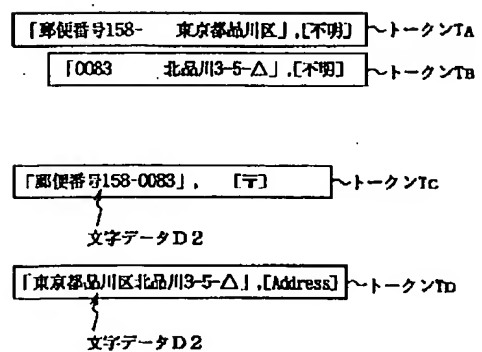 「郵便番号158-　東京都品川区」,[不明] トークンTA
「0083　北品川3-5-△」,[不明] トークンTB
「郵便番号158-0083」,　[〒] トークンTC
文字データD2
「東京都品川区北品川3-5-△」,[Address] トークンTD
文字データD2